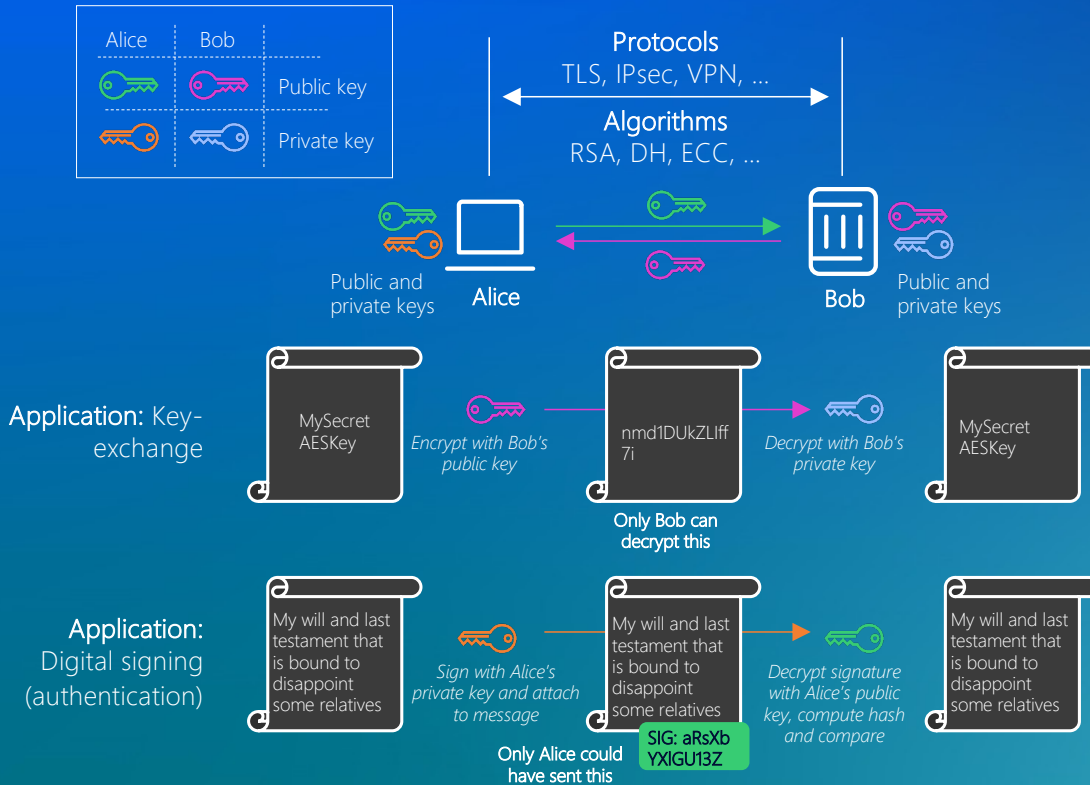 Alice
Bob
Public key
Private key
Protocols
TLS, IPsec, VPN, ...
Algorithms
RSA, DH, ECC, ...
Public and
private keys
Alice
Bob
Public and
private keys
Application: Key-
exchange
MySecret
AESKey
Encrypt with Bob's
public key
nmd1DUkZLIff
7i
Decrypt with Bob's
private key
MySecret
AESKey
Only Bob can
decrypt this
Application:
Digital signing
(authentication)
My will and last
testament that
is bound to
disappoint
some relatives
Sign with Alice's
private key and attach
to message
My will and last
testament that
is bound to
disappoint
some relatives
SIG: aRsXb
YXlGU13Z
Only Alice could
have sent this
Decrypt signature
with Alice's public
key, compute hash
and compare
My will and last
testament that
is bound to
disappoint
some relatives